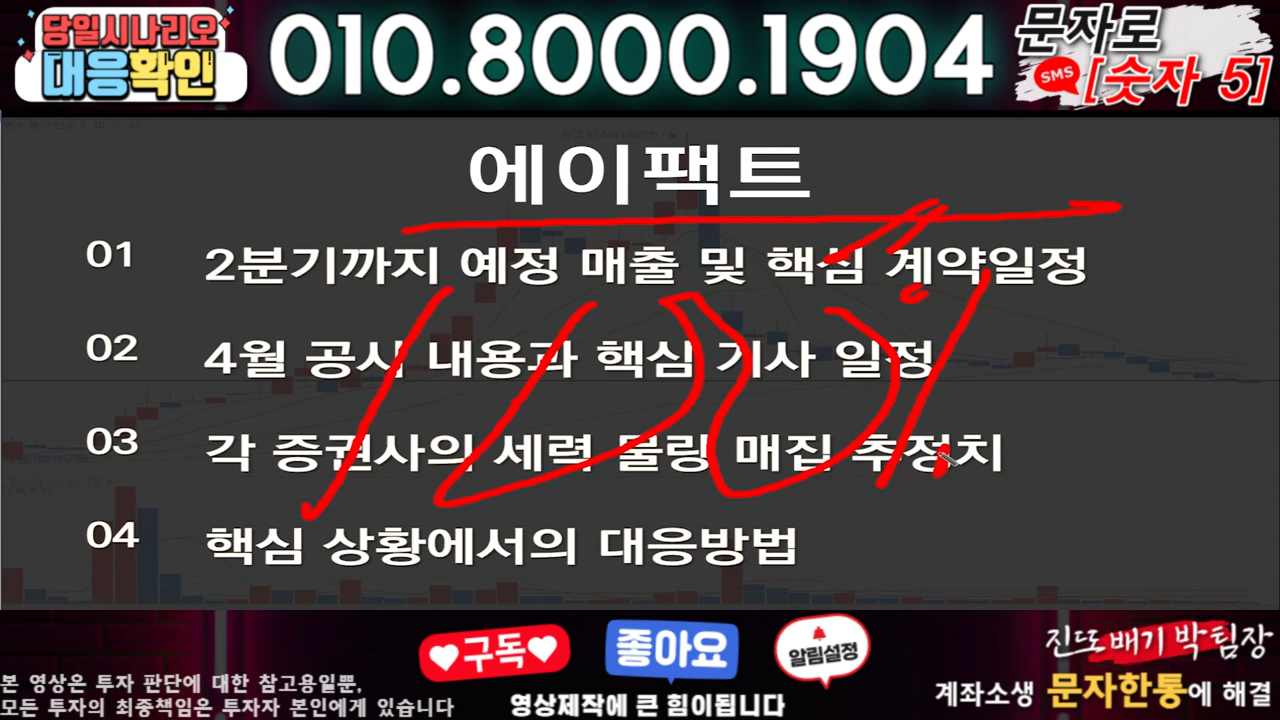 당일시나리오
대응확인
010.8000.1904
문자로
SMS
[숫자 5]
에이팩트
01 2분기까지 예정 매출 및 핵심 계약일정
02 4월 공시 내용과 핵심 기사 일정
03 각 증권사의 세력 물링 매집 추정치
04 핵심 상황에서의 대응방법
구독
좋아요
알림설정
진또배기 박팀장
본 영상은 투자 판단에 대한 참고용일뿐,
모든 투자의 최종책임은 투자자 본인에게 있습니다
영상제작에 큰 힘이됩니다
계좌소생 문자한통에 해결